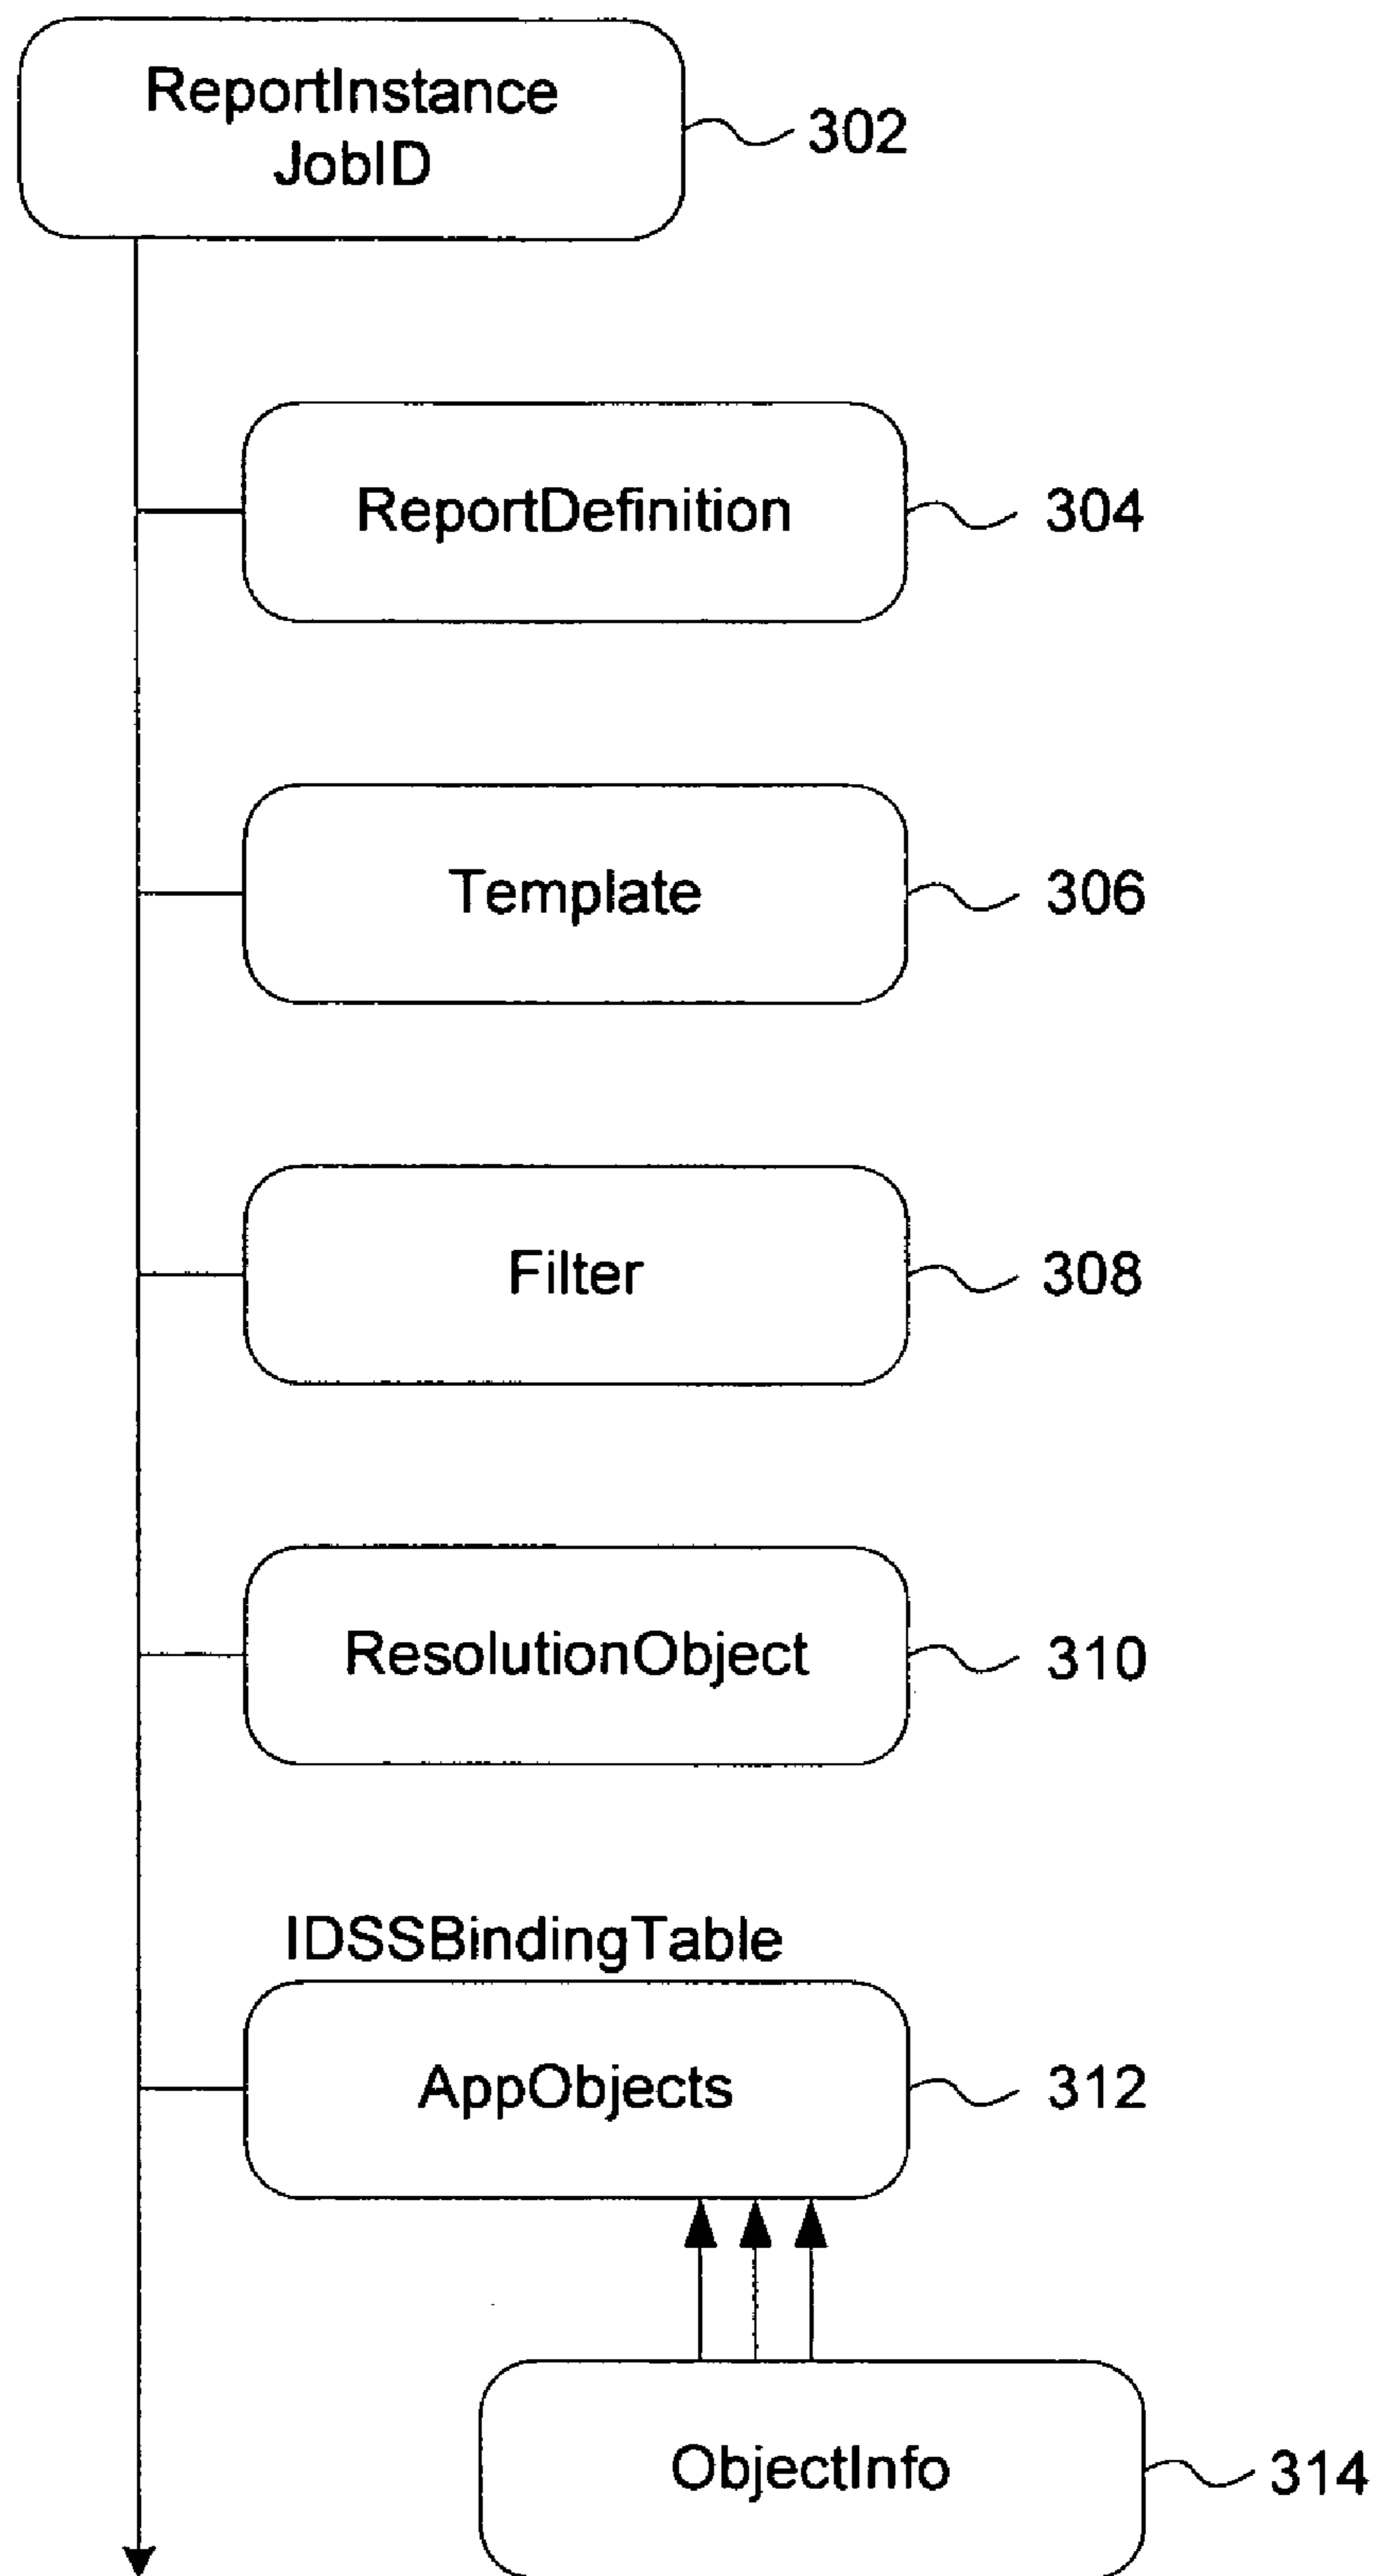 ReportInstance
JobID
302
ReportDefinition
304
Template
306
Filter
308
ResolutionObject
310
IDSSBindingTable
AppObjects
312
ObjectInfo
314